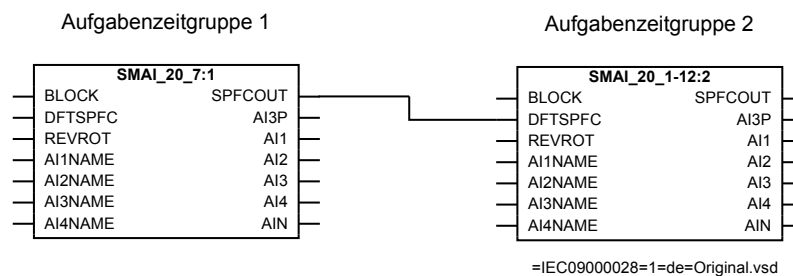 Aufgabenzeitgruppe 1
Aufgabenzeitgruppe 2
SMAI_20_7:1
BLOCK SPFCOUT
DFTSPFC AI3P
REVROT AI1
AI1NAME AI2
AI2NAME AI3
AI3NAME AI4
AI4NAME AIN
SMAI_20_1-12:2
BLOCK SPFCOUT
DFTSPFC AI3P
REVROT AI1
AI1NAME AI2
AI2NAME AI3
AI3NAME AI4
AI4NAME AIN
=IEC09000028=1=de=Original.vsd